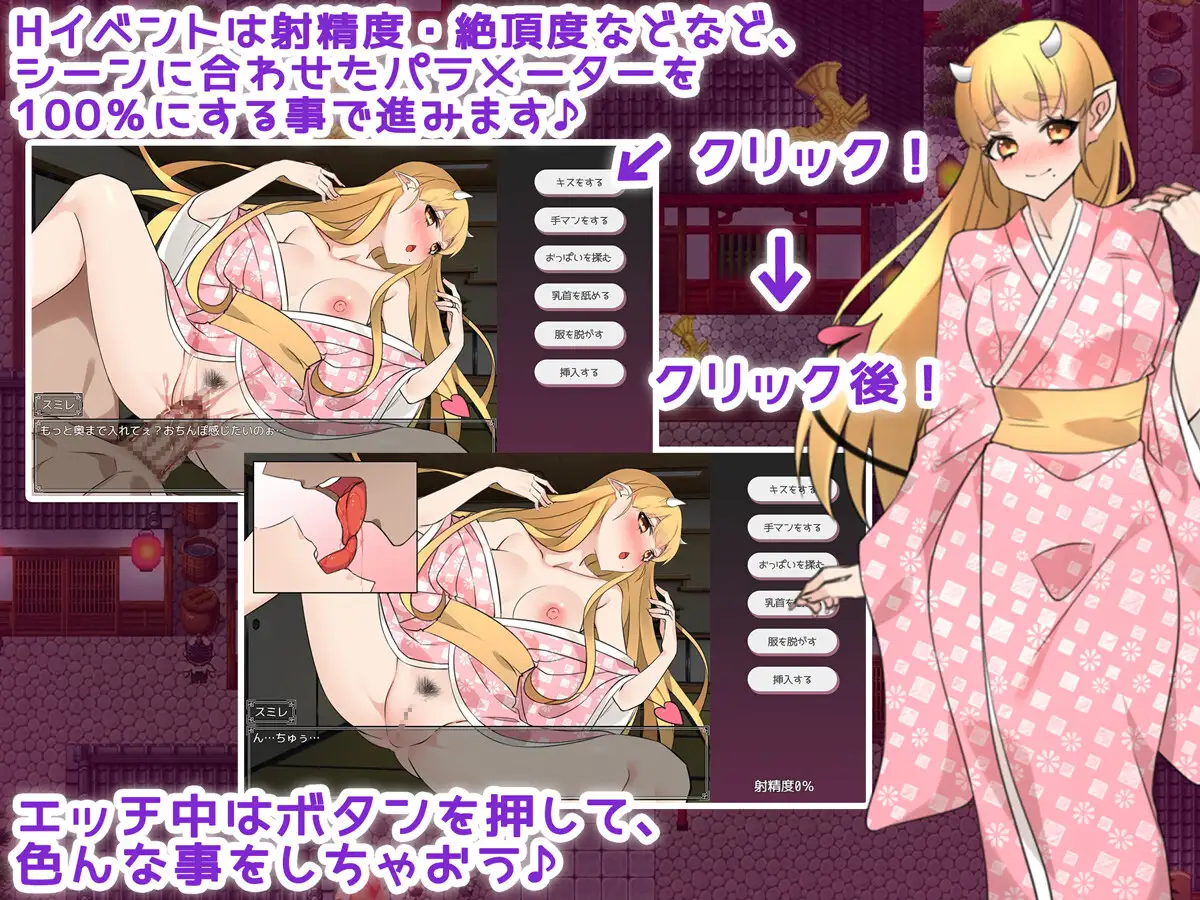 Hイベントは射精度・絶頂度などなど、
シーンに合わせたパラメーターを
100%にする事で進みます♪
クリック！
キスをする
手マンをする
おっぱいを揉む
乳首を舐める
服を脱がす
挿入する
スミレ
もっと奥まで入れてぇ？おちんぽ感じたいのぉ…
クリック後！
キスをする
手マンをする
おっぱいを揉む
乳首を
服を脱がす
挿入する
スミレ
ん…ちゅぅ…
射精度0%
エッチ中はボタンを押して、
色んな事をしちゃおう♪